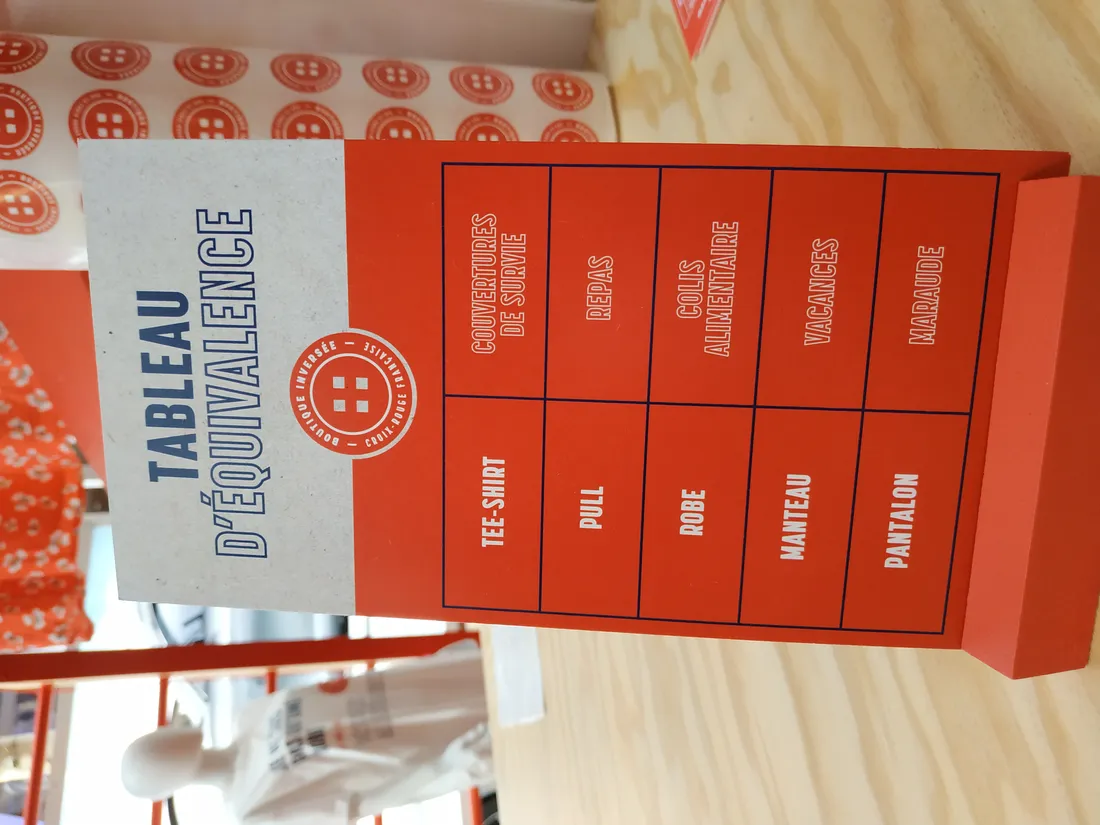 TABLEAU
D'ÉQUIVALENCE
BOUTIQUE INVERSÉE —
CROIX-ROUGE FRANÇAISE —
TEE-SHIRT
COUVERTURES
DE SURVIE
PULL
REPAS
ROBE
COLIS
ALIMENTAIRE
MANTEAU
VACANCES
PANTALON
MARAUDE